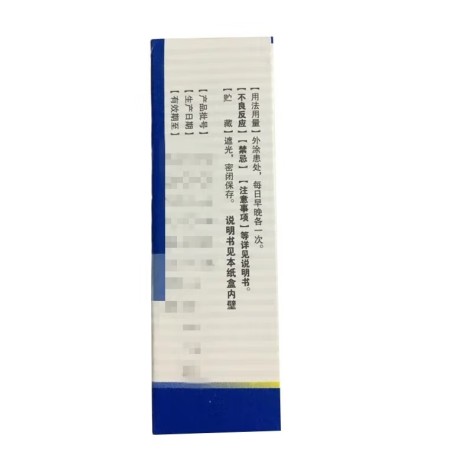 【用法用量】外涂患处，每日早晚各一次。
【不良反应】【禁忌】【注意事项】等详见说明书。
【贮　藏】遮光，密闭保存。
说明书见本纸盒内壁
【产品批号】
【生产日期】
【有效期至】